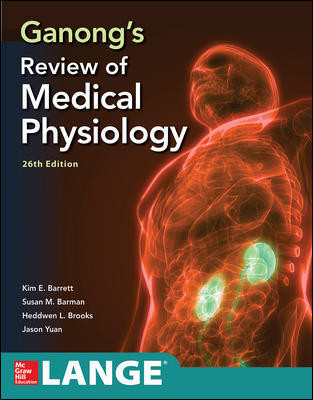 Ganong's
Review of
Medical
Physiology
26th Edition
Kim E. Barrett
Susan M. Barman
Heddwen L. Brooks
Jason Yuan
Mc
Graw
Hill
Education
LANGE®